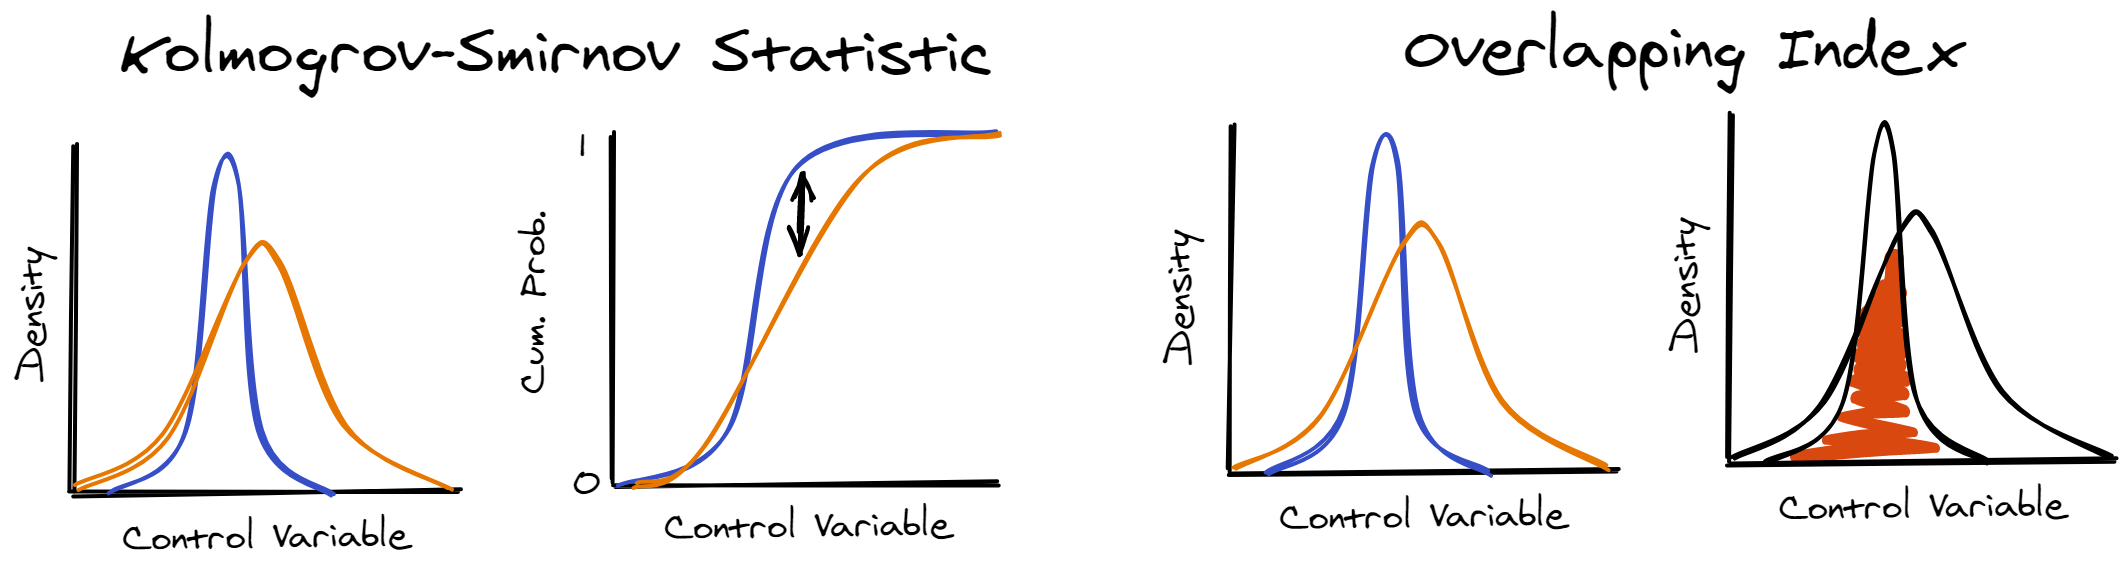 Kolmogrov-Smirnov Statistic
Overlapping Index
Density
Control Variable
1
Cum. Prob.
0
Control Variable
Density
Control Variable
Density
Control Variable